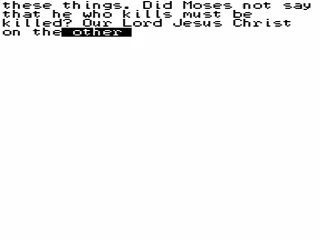 these things. Did Moses not say
that he who kills must be
killed? Our Lord Jesus Christ
on the other